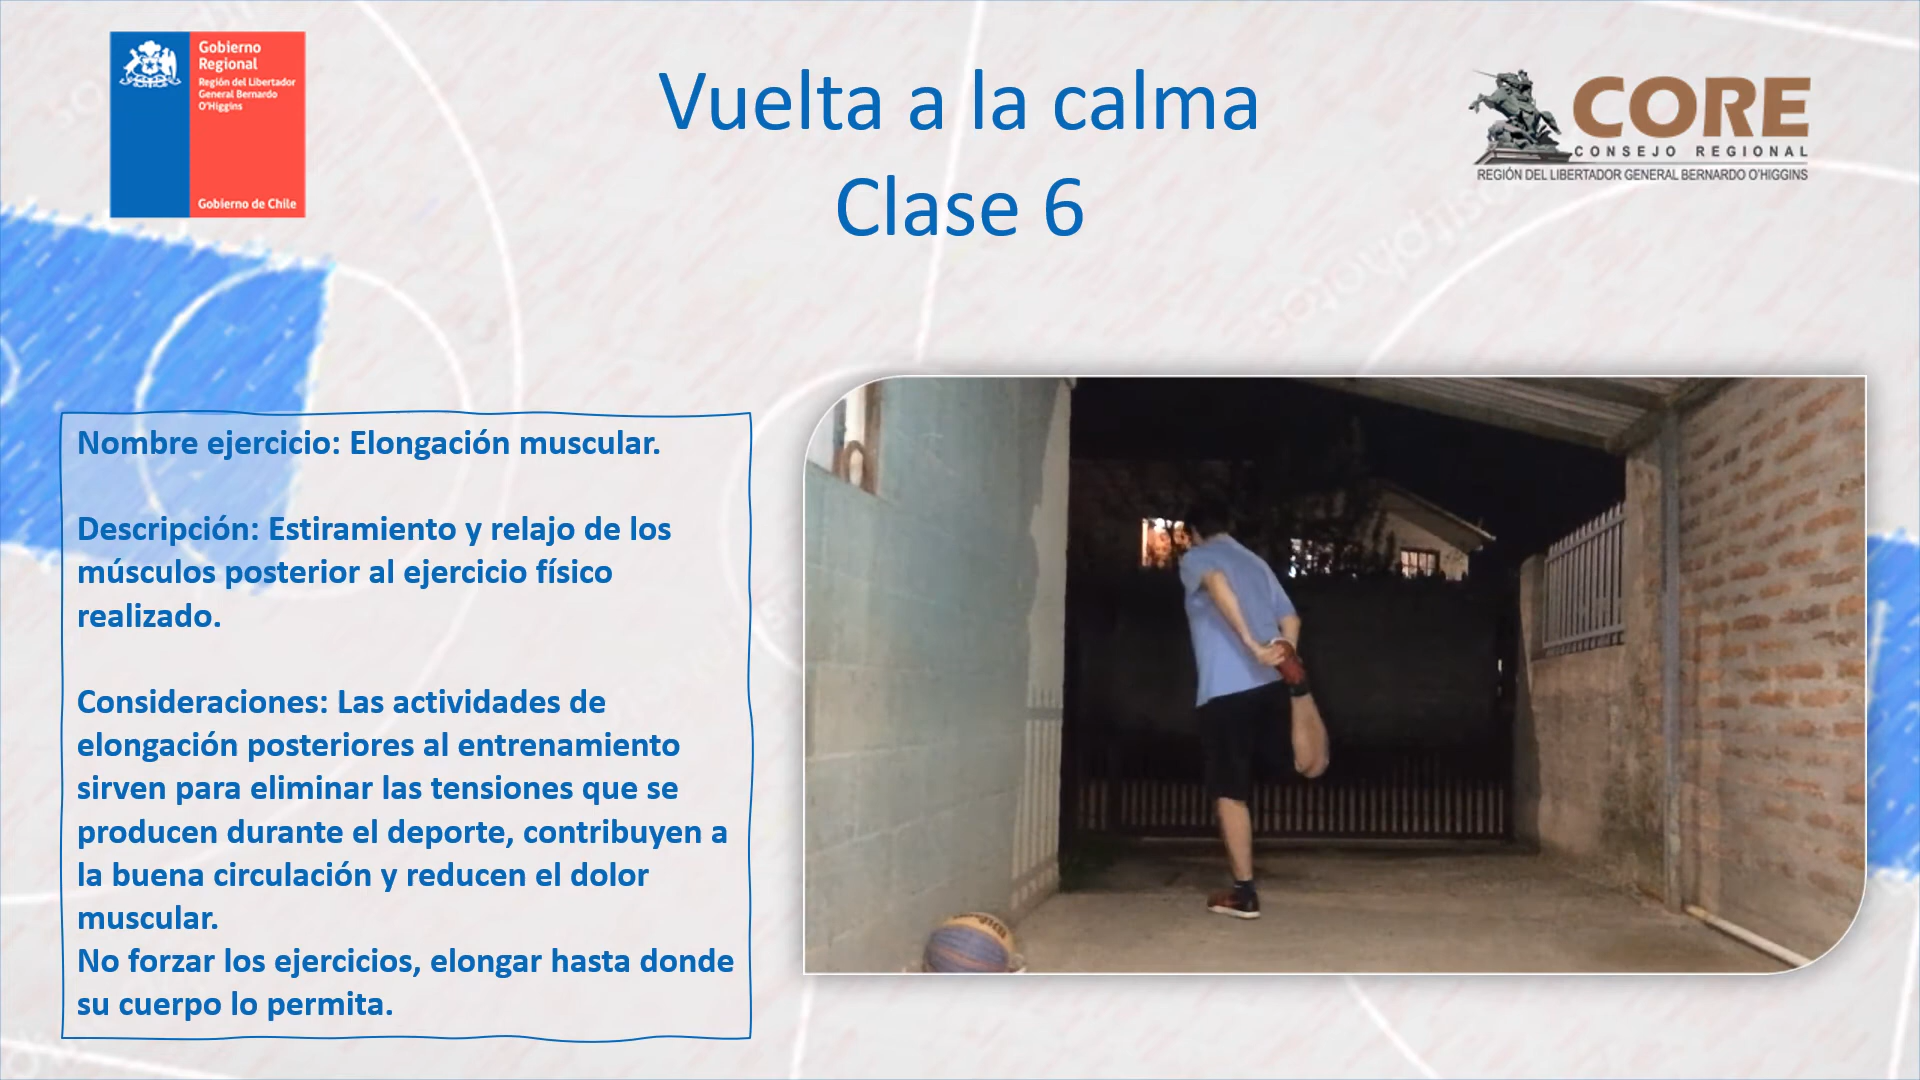 Gobierno
Regional
Región del Libertador
General Bernardo
O'Higgins
Gobierno de Chile
Vuelta a la calma
Clase 6
CORE
CONSEJO REGIONAL
REGIÓN DEL LIBERTADOR GENERAL BERNARDO O'HIGGINS
Nombre ejercicio: Elongación muscular.
Descripción: Estiramiento y relajo de los
músculos posterior al ejercicio físico
realizado.
Consideraciones: Las actividades de
elongación posteriores al entrenamiento
sirven para eliminar las tensiones que se
producen durante el deporte, contribuyen a
la buena circulación y reducen el dolor
muscular.
No forzar los ejercicios, elongar hasta donde
su cuerpo lo permita.